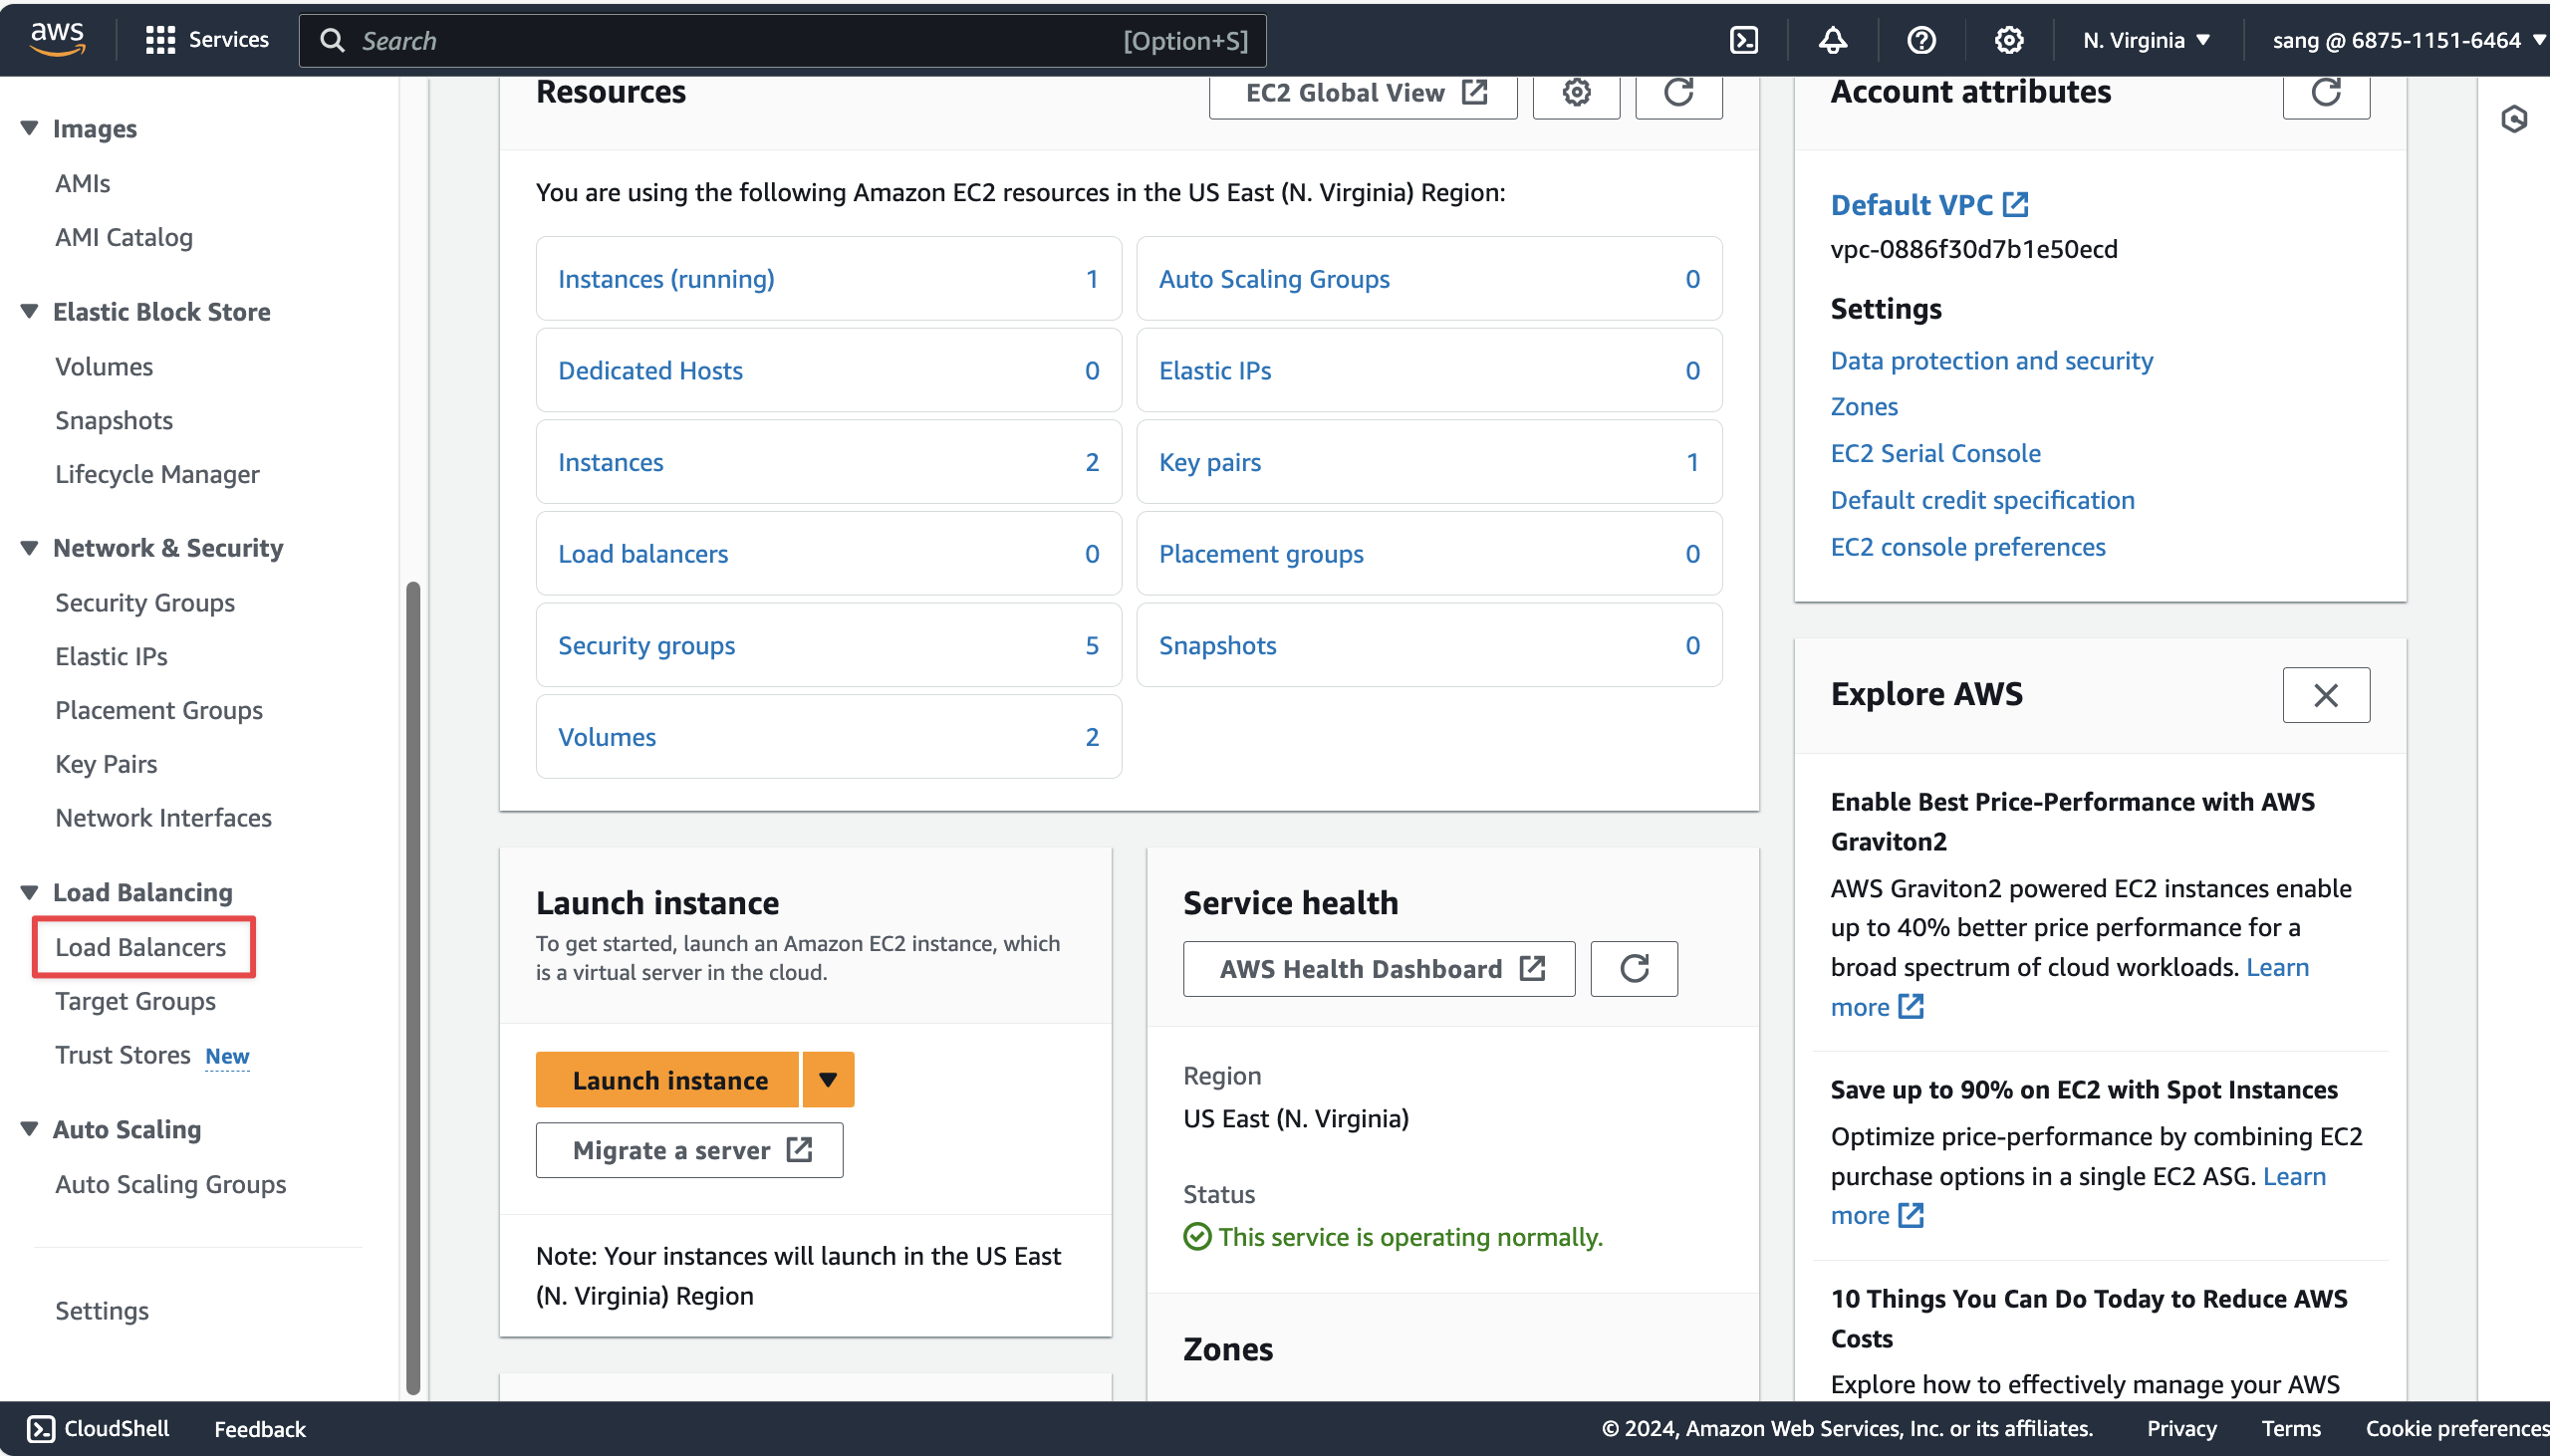 aws
Services
Search
[Option+S]
N. Virginia
sang @ 6875-1151-6464
Images
AMIs
AMI Catalog
Elastic Block Store
Volumes
Snapshots
Lifecycle Manager
Network & Security
Security Groups
Elastic IPs
Placement Groups
Key Pairs
Network Interfaces
Load Balancing
Load Balancers
Target Groups
Trust Stores New
Auto Scaling
Auto Scaling Groups
Settings
Resources
EC2 Global View
You are using the following Amazon EC2 resources in the US East (N. Virginia) Region:
Instances (running) 1
Auto Scaling Groups 0
Dedicated Hosts 0
Elastic IPs 0
Instances 2
Key pairs 1
Load balancers 0
Placement groups 0
Security groups 5
Snapshots 0
Volumes 2
Launch instance
To get started, launch an Amazon EC2 instance, which
is a virtual server in the cloud.
Launch instance
Migrate a server
Note: Your instances will launch in the US East
(N. Virginia) Region
Service health
AWS Health Dashboard
Region
US East (N. Virginia)
Status
This service is operating normally.
Zones
Account attributes
Default VPC
vpc-0886f30d7b1e50ecd
Settings
Data protection and security
Zones
EC2 Serial Console
Default credit specification
EC2 console preferences
Explore AWS
Enable Best Price-Performance with AWS
Graviton2
AWS Graviton2 powered EC2 instances enable
up to 40% better price performance for a
broad spectrum of cloud workloads. Learn
more
Save up to 90% on EC2 with Spot Instances
Optimize price-performance by combining EC2
purchase options in a single EC2 ASG. Learn
more
10 Things You Can Do Today to Reduce AWS
Costs
Explore how to effectively manage your AWS
CloudShell
Feedback
© 2024, Amazon Web Services, Inc. or its affiliates.
Privacy
Terms
Cookie preferences